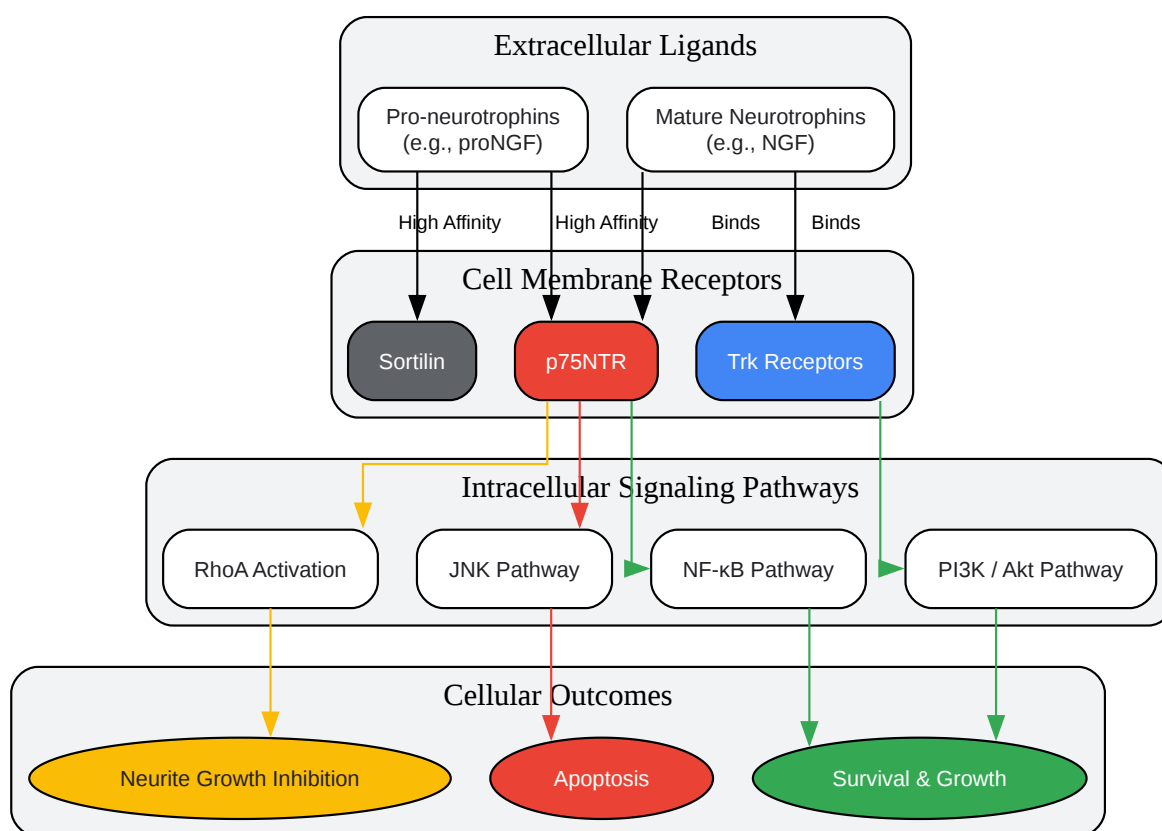 Extracellular Ligands
Pro-neurotrophins
(e.g., proNGF)
Mature Neurotrophins
(e.g., NGF)
High Affinity
High Affinity
Binds
Binds
Cell Membrane Receptors
Sortilin
p75NTR
Trk Receptors
Intracellular Signaling Pathways
RhoA Activation
JNK Pathway
NF-κB Pathway
PI3K / Akt Pathway
Cellular Outcomes
Neurite Growth Inhibition
Apoptosis
Survival & Growth